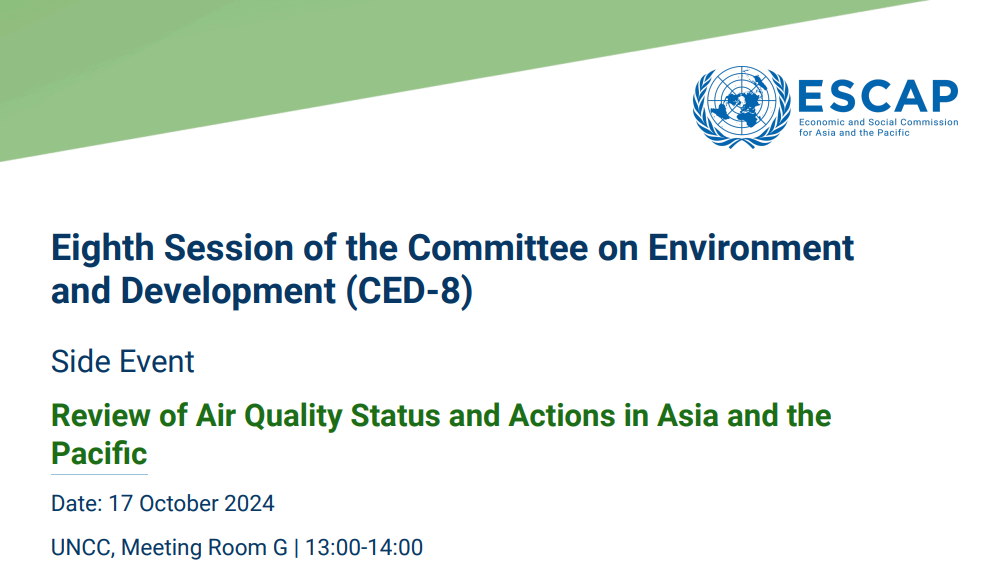 ESCAP
Economic and Social Commission
for Asia and the Pacific
Eighth Session of the Committee on Environment
and Development (CED-8)
Side Event
Review of Air Quality Status and Actions in Asia and the
Pacific
Date: 17 October 2024
UNCC, Meeting Room G | 13:00-14:00